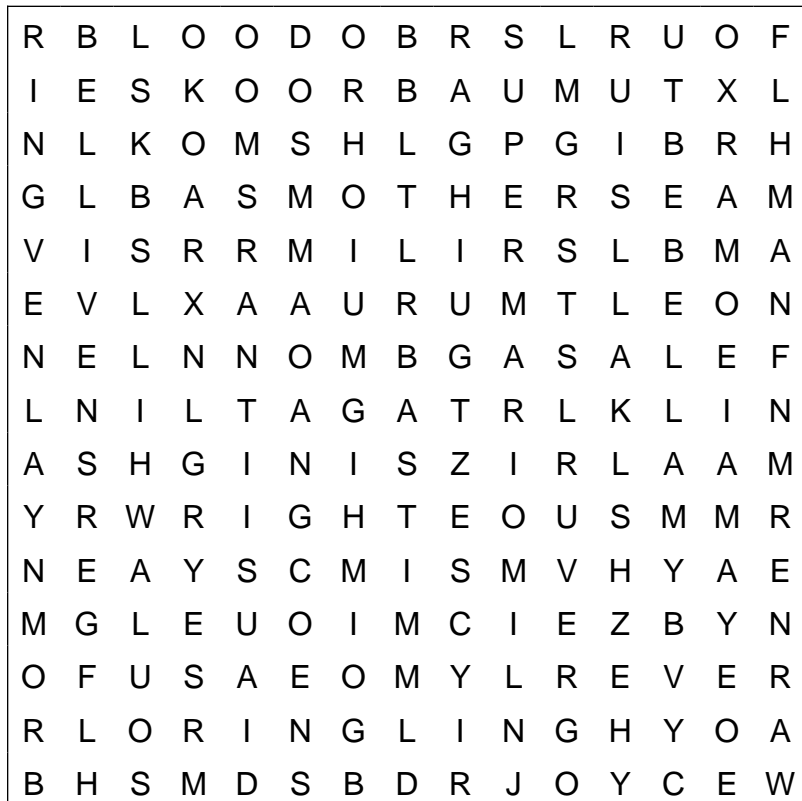 R B L O O D O B R S L R U O F
I E S K O O R B A U M U T X L
N L K O M S H L G P G I B R H
G L B A S M O T H E R S E A M
V I S R R M I L I R S L B M A
E V L X A A U R U M T L E O N
N E L N N O M B G A S A L E F
L N I L T A G A T R L K L I N
A S H G I N I S Z I R L A A M
Y R W R I G H T E O U S M M R
N E A Y S C M I S M V H Y A E
M G L E U O I M C I E Z B Y N
O F U S A E O M Y L R E V E R
R L O R I N G L I N G H Y O A
B H S M D S B D R J O Y C E W